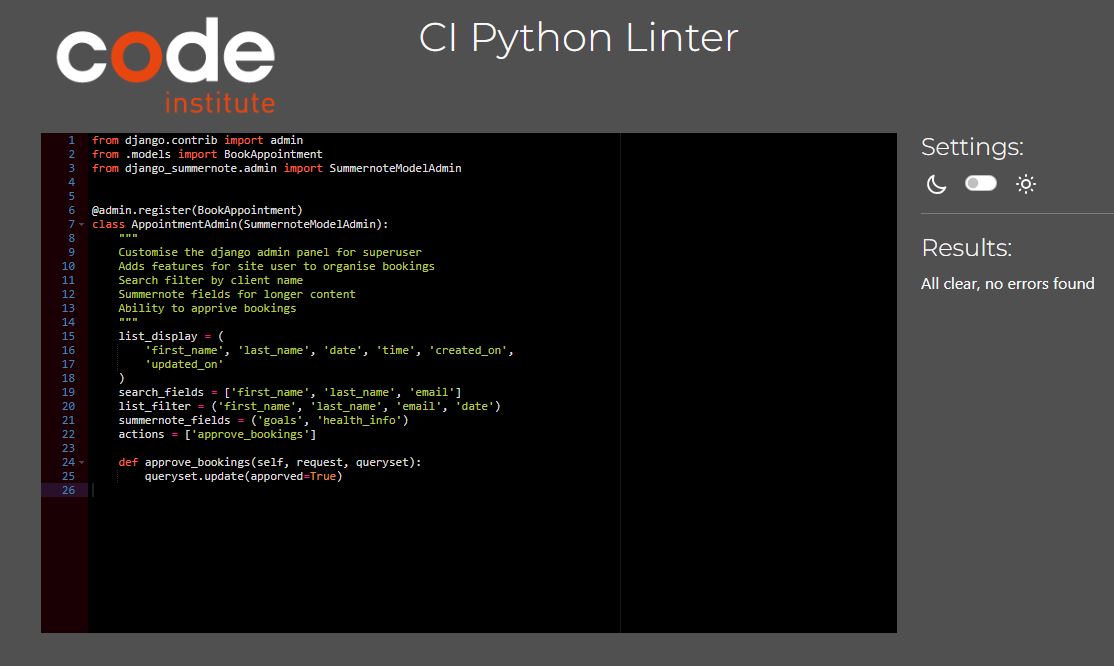 code
institute
CI Python Linter
1 from django.contrib import admin
2 from .models import BookAppointment
3 from django_summernote.admin import SummernoteModelAdmin
4
5
6 @admin.register(BookAppointment)
7 class AppointmentAdmin(SummernoteModelAdmin):
8     """
9     Customise the django admin panel for superuser
10     Adds features for site user to organise bookings
11     Search filter by client name
12     Summernote fields for longer content
13     Ability to apprive bookings
14     """
15     list_display = (
16         'first_name', 'last_name', 'date', 'time', 'created_on',
17         'updated_on'
18     )
19     search_fields = ['first_name', 'last_name', 'email']
20     list_filter = ('first_name', 'last_name', 'email', 'date')
21     summernote_fields = ('goals', 'health_info')
22     actions = ['approve_bookings']
23
24     def approve_bookings(self, request, queryset):
25         queryset.update(apporved=True)
26
Settings:
Results:
All clear, no errors found